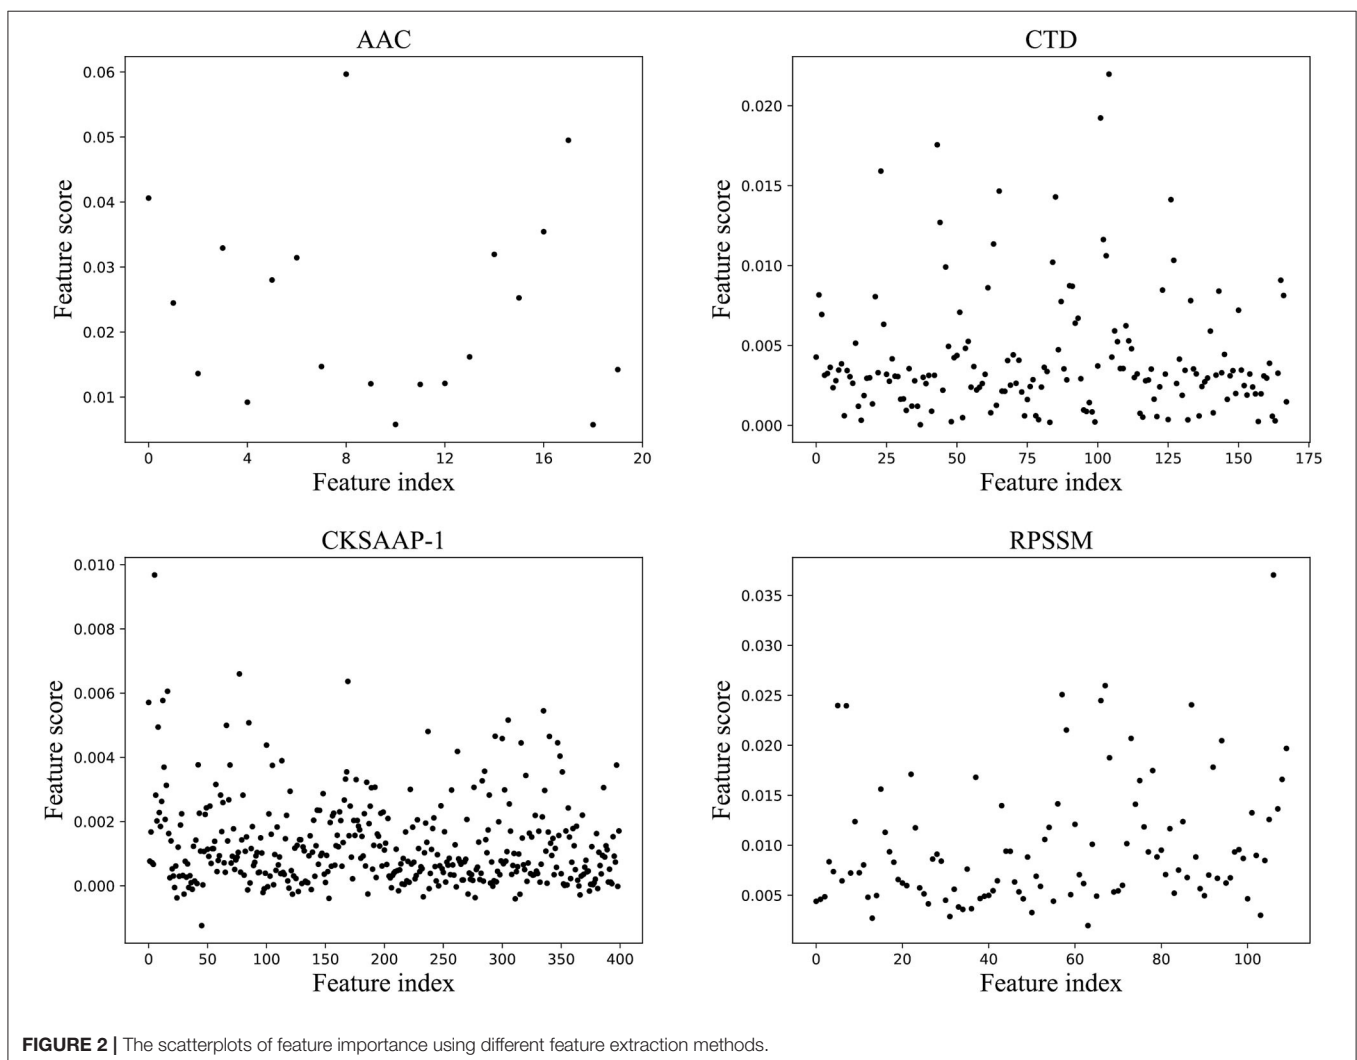 AAC
0.06
0.05
0.04
0.03
0.02
0.01
Feature score
0 4 8 12 16 20
Feature index
CTD
0.020
0.015
0.010
0.005
0.000
Feature score
0 25 50 75 100 125 150 175
Feature index
CKSAAP-1
0.010
0.008
0.006
0.004
0.002
0.000
Feature score
0 50 100 150 200 250 300 350 400
Feature index
RPSSM
0.035
0.030
0.025
0.020
0.015
0.010
0.005
Feature score
0 20 40 60 80 100
Feature index
FIGURE 2 | The scatterplots of feature importance using different feature extraction methods.